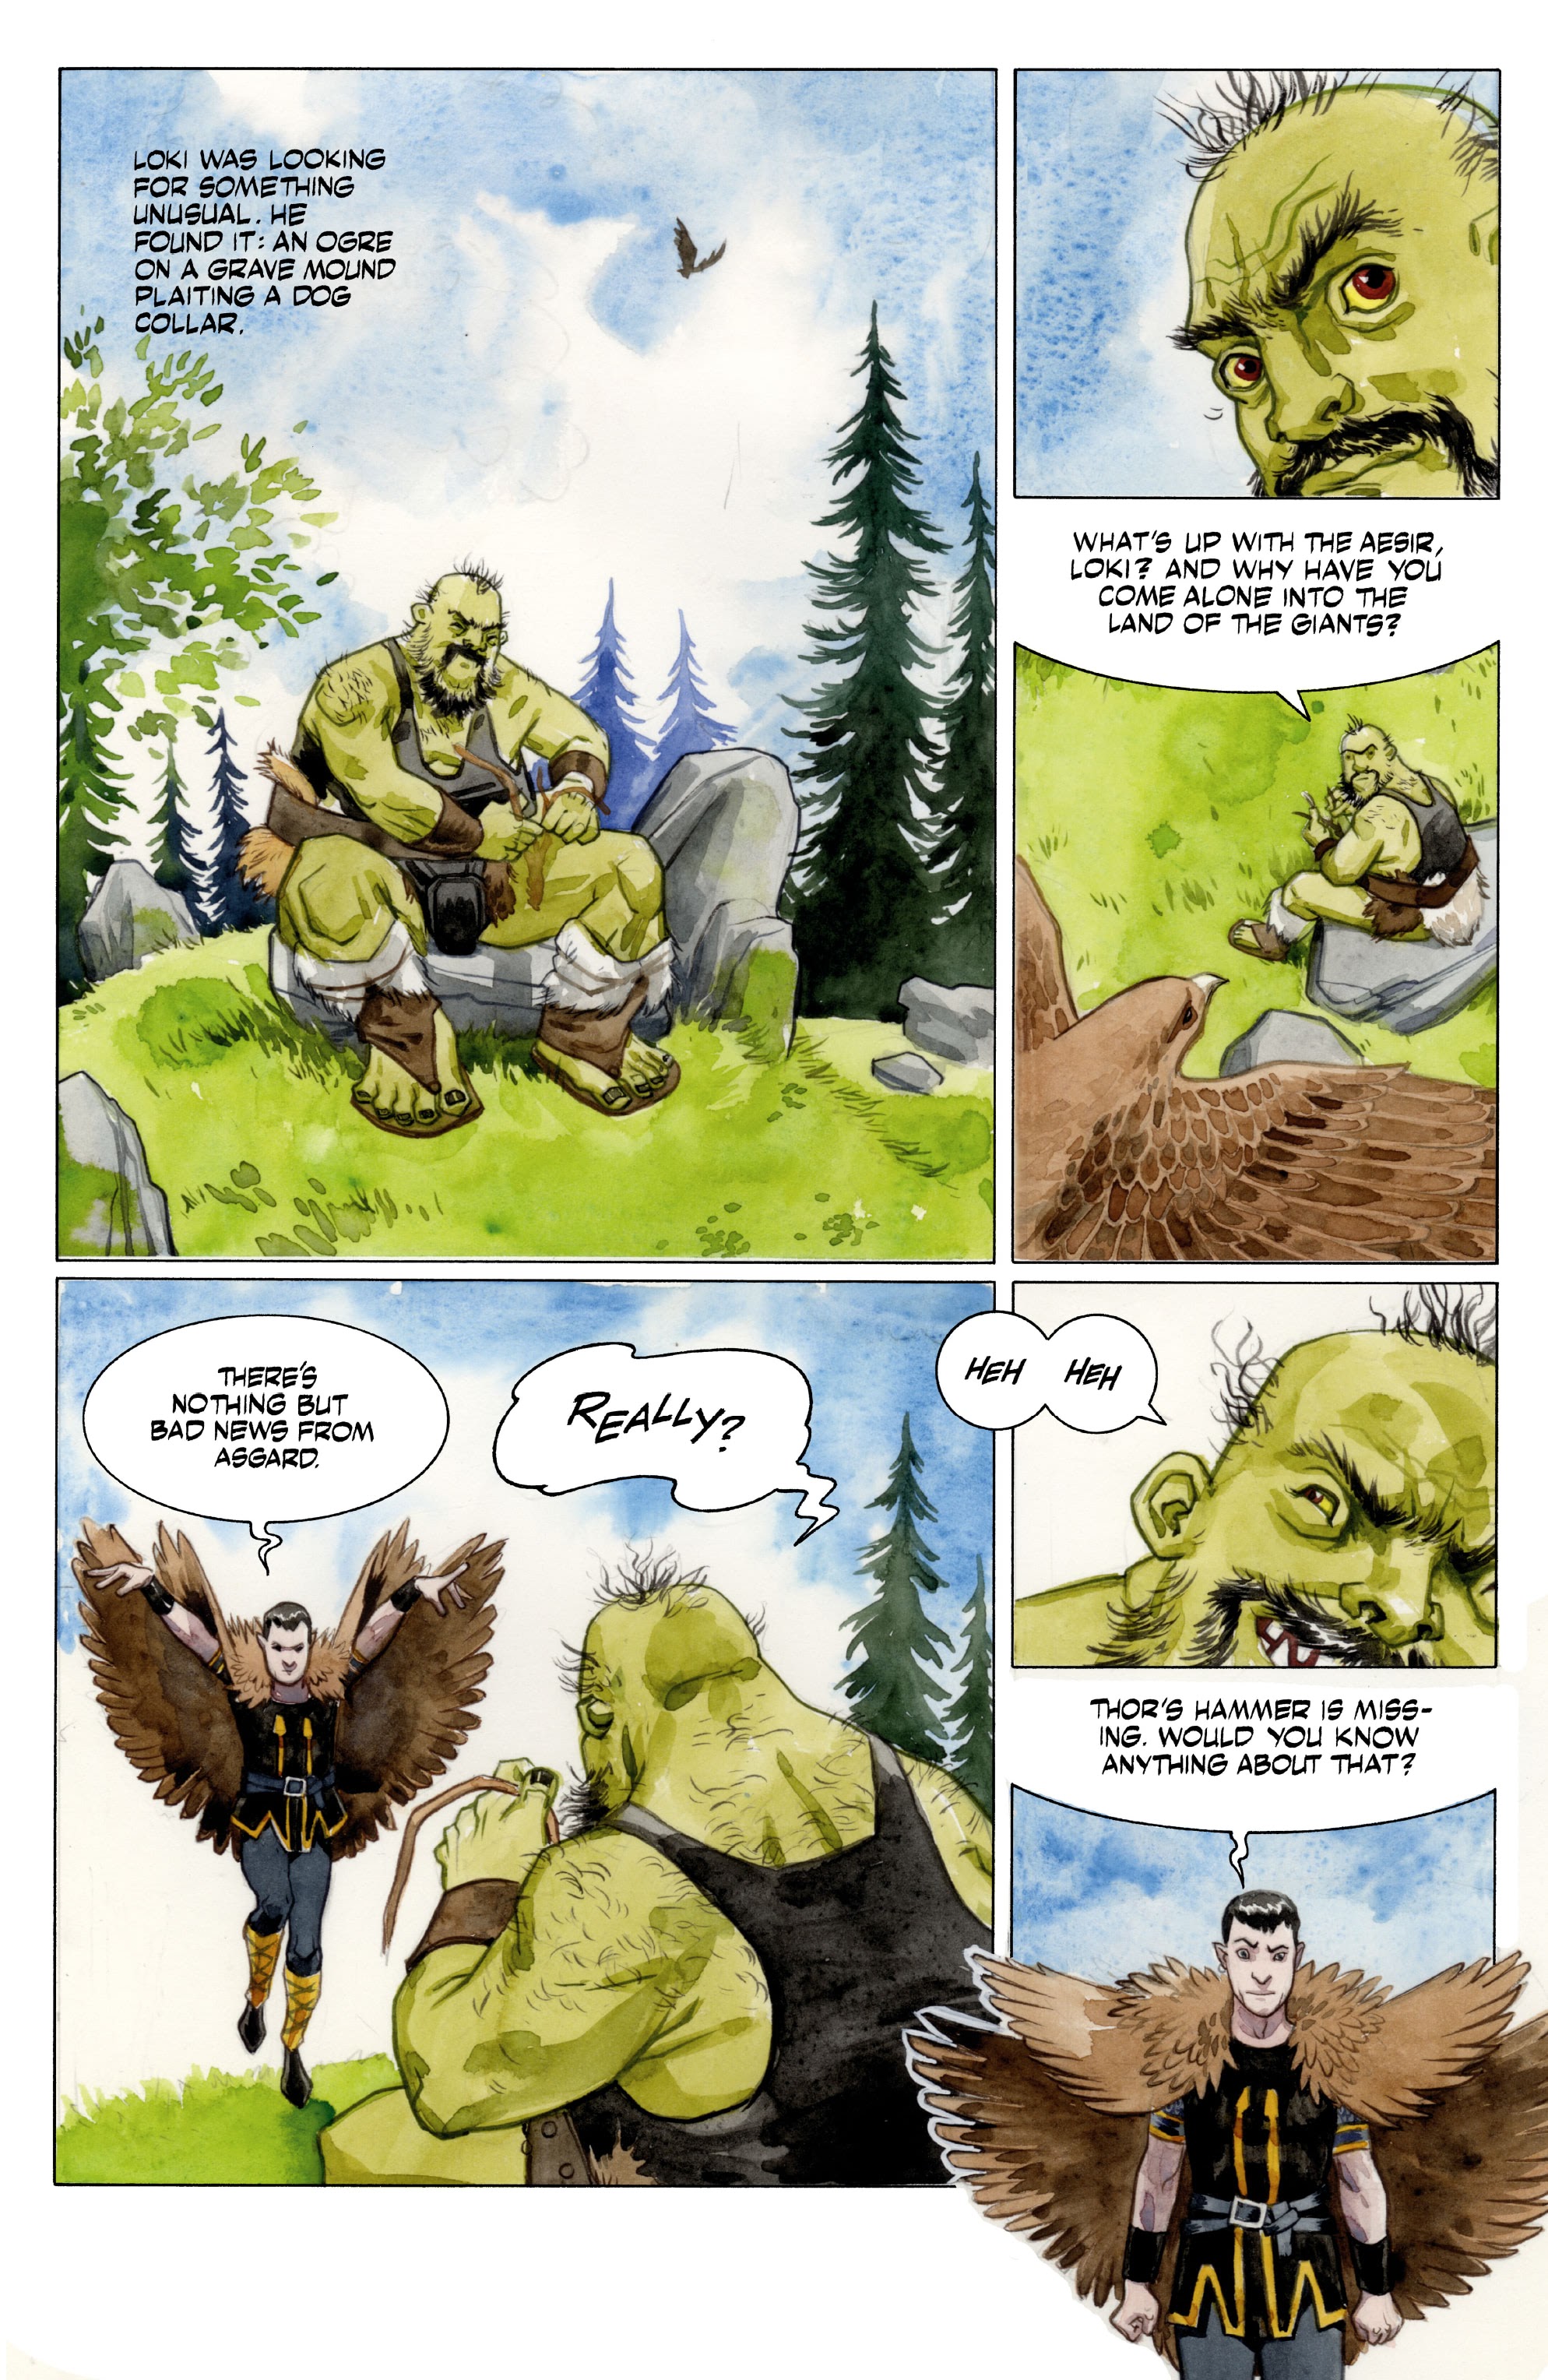 LOKI WAS LOOKING
FOR SOMETHING
UNUSUAL. HE
FOUND IT: AN OGRE
ON A GRAVE MOUND
PLAITING A DOG
COLLAR.
WHAT'S UP WITH THE AESIR,
LOKI? AND WHY HAVE YOU
COME ALONE INTO THE
LAND OF THE GIANTS?
THERE'S
NOTHING BUT
BAD NEWS FROM
ASGARD.
REALLY?
HEH HEH
THOR'S HAMMER IS MISS-
ING. WOULD YOU KNOW
ANYTHING ABOUT THAT?